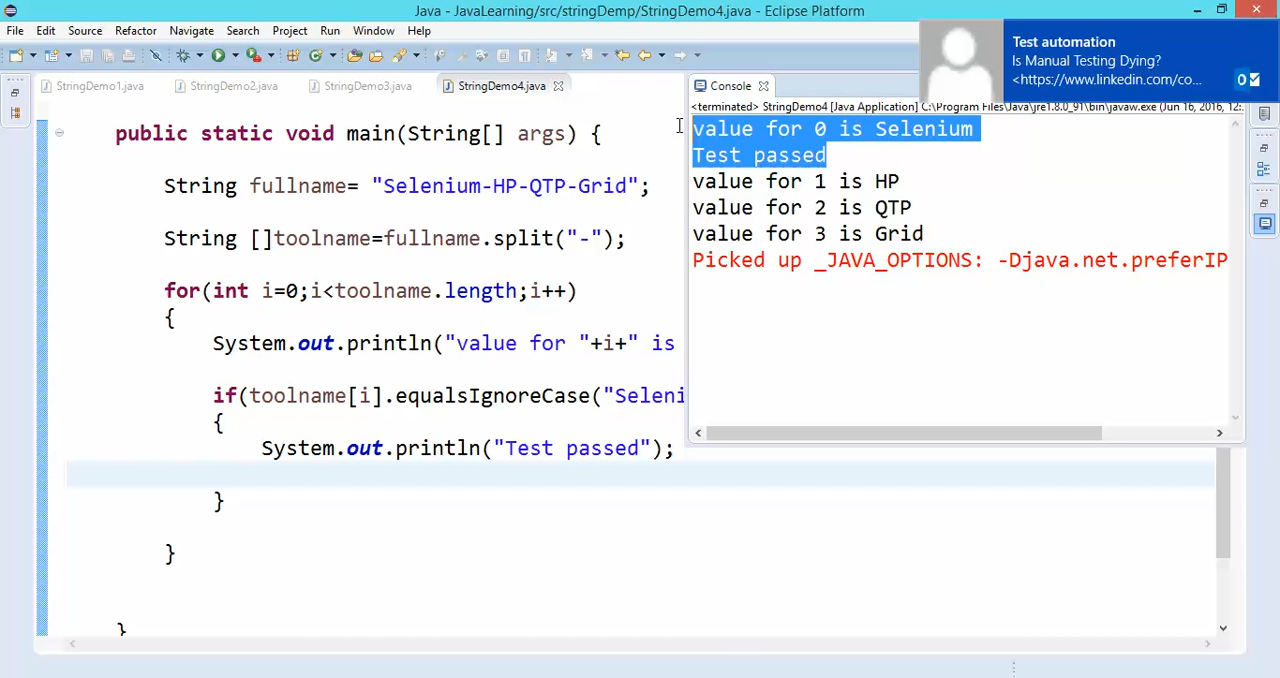 Java - JavaLearning/src/stringDemp/StringDemo4.java - Eclipse Platform
File Edit Source Refactor Navigate Search Project Run Window Help
Test automation
Is Manual Testing Dying?
<https://www.linkedin.com/co...
StringDemo1.java StringDemo2.java StringDemo3.java StringDemo4.java
Console
<terminated> StringDemo4 [Java Application] C:\Program Files\Java\jre1.8.0_91\bin\javaw.exe (Jun 16, 2016, 12:
public static void main(String[] args) {
String fullname= "Selenium-HP-QTP-Grid";
String []toolname=fullname.split("-");
for(int i=0;i<toolname.length;i++)
{
System.out.println("value for "+i+" is
if(toolname[i].equalsIgnoreCase("Seleni
{
System.out.println("Test passed");
}
}
}
value for 0 is Selenium
Test passed
value for 1 is HP
value for 2 is QTP
value for 3 is Grid
Picked up _JAVA_OPTIONS: -Djava.net.preferIP